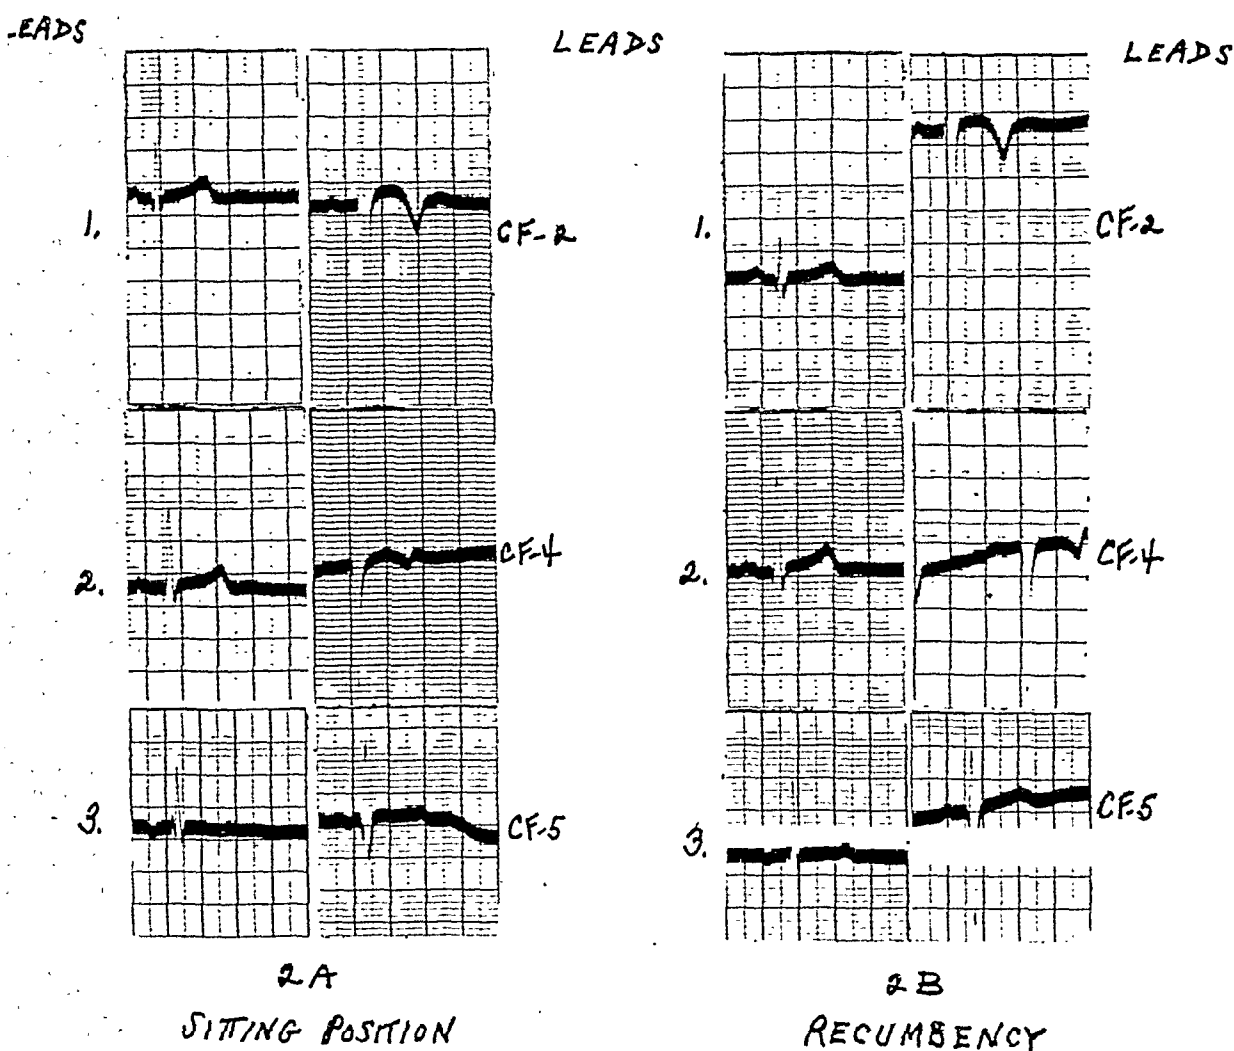 LEADS
LEADS
LEADS
1.
CF-2
1.
CF-2
2.
CF-4
2.
CF-4
3.
CF-5
3.
CF-5
2A
2B
SITTING POSITION
RECUMBENCY